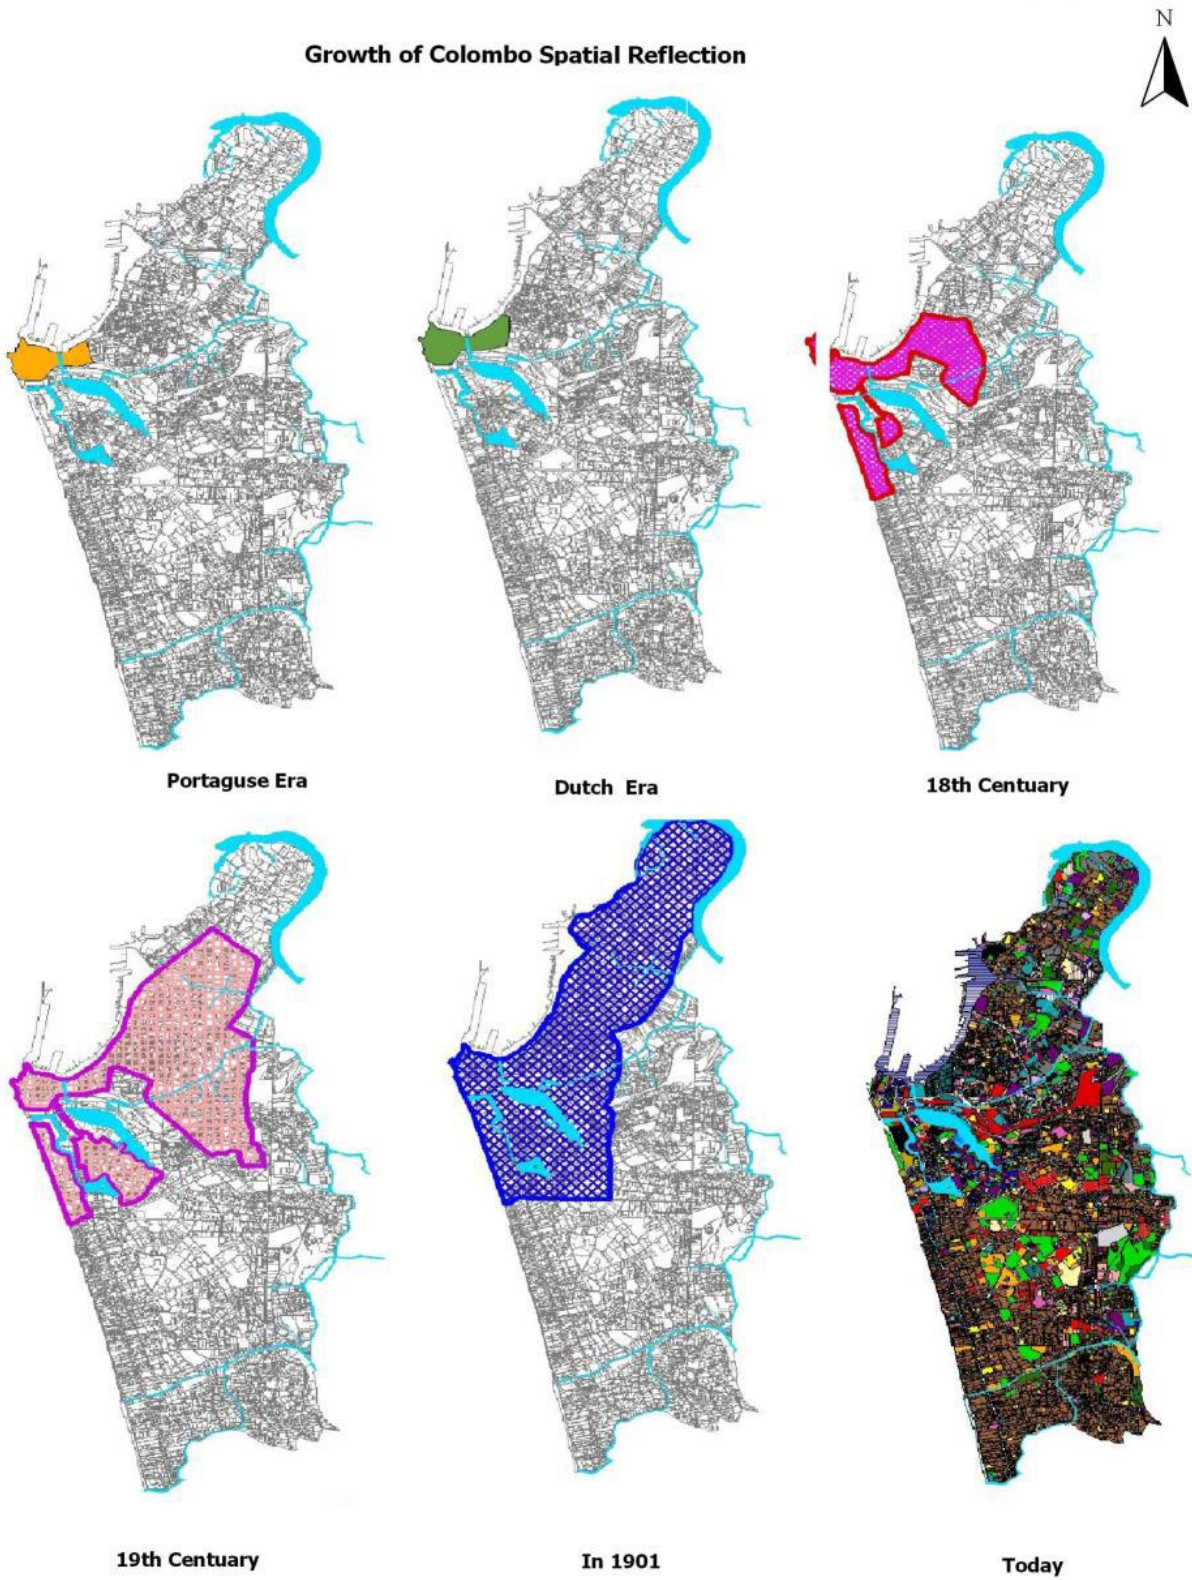 N
Growth of Colombo Spatial Reflection
Portaguse Era
Dutch Era
18th Centuary
19th Centuary
In 1901
Today